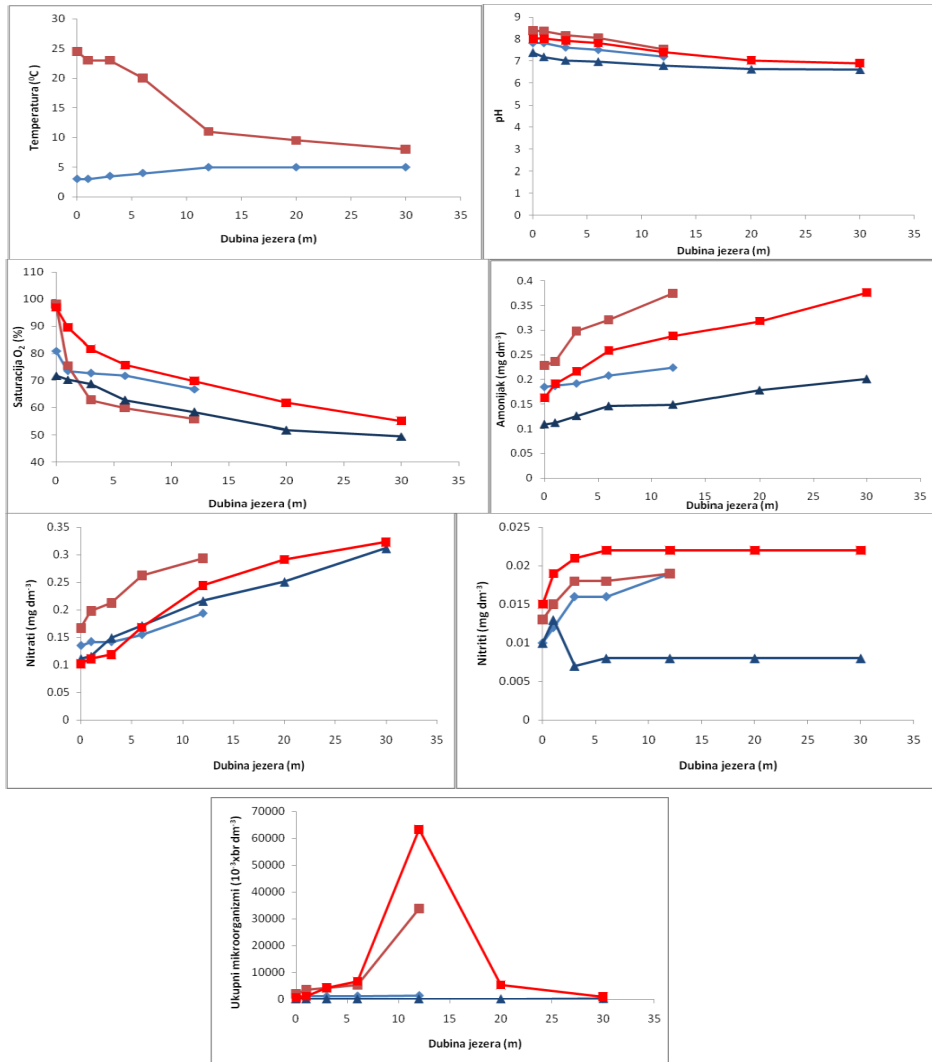 Temperatura (⁰C)
30
25
20
15
10
5
0
0 5 10 15 20 25 30 35
Dubina jezera (m)
pH
9
8
7
6
5
4
3
2
1
0
0 5 10 15 20 25 30 35
Dubina jezera (m)
Saturacija O₂ (%)
110
100
90
80
70
60
50
40
0 5 10 15 20 25 30 35
Dubina jezera (m)
Amonijak (mg dm⁻³)
0.4
0.35
0.3
0.25
0.2
0.15
0.1
0.05
0
0 5 10 15 20 25 30 35
Dubina jezera (m)
Nitrati (mg dm⁻³)
0.35
0.3
0.25
0.2
0.15
0.1
0.05
0
0 5 10 15 20 25 30 35
Dubina jezera (m)
Nitriti (mg dm⁻³)
0.025
0.02
0.015
0.01
0.005
0
0 5 10 15 20 25 30 35
Dubina jezera (m)
Ukupni mikroorganizmi (10⁻³xbr dm⁻³)
70000
60000
50000
40000
30000
20000
10000
0
0 5 10 15 20 25 30 35
Dubina jezera (m)